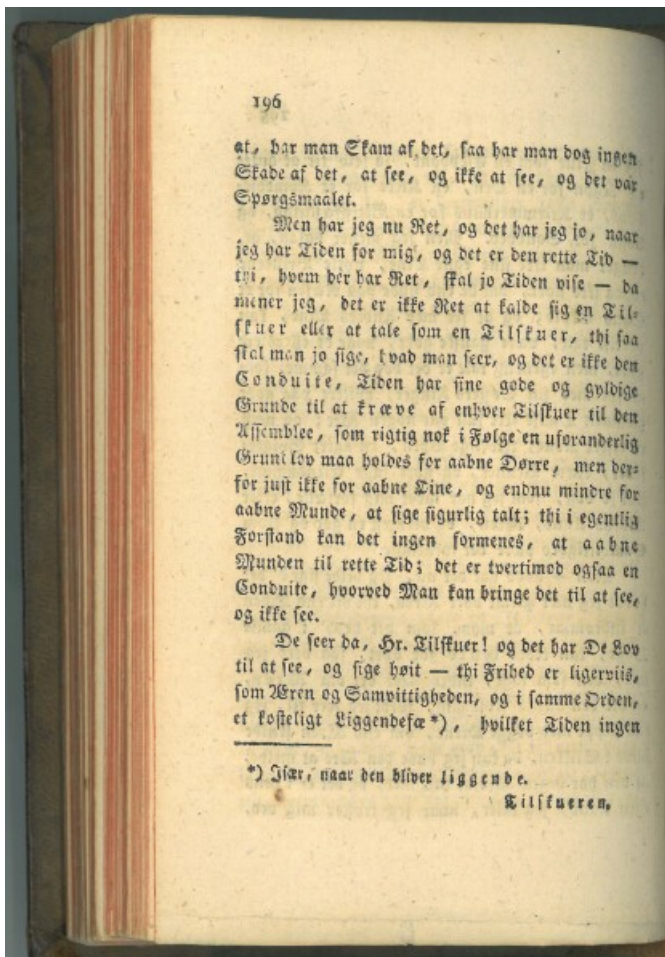 196
at, har man Skam af det, saa har man dog ingen
Skade af det, at see, og ikke at see, og det var
Spørgsmaalet.
Men har jeg nu Ret, og det har jeg jo, naar
jeg har Tiden for mig, og det er den rette Tid —
thi, hvem der har Ret, skal jo Tiden vise — da
mener jeg, det er ikke Ret at kalde sig en Til-
skuer eller at tale som en Tilskuer, thi saa
skal man jo sige, hvad man seer, og det er ikke den
Conduite, Tiden har sine gode og gyldige
Grunde til at kræve af enhver Tilskuer til den
Assemblee, som rigtig nok i Følge en uforanderlig
Grundlov maa holdes for aabne Dørre, men der-
for just ikke for aabne Øine, og endnu mindre for
aabne Munde, at sige figurlig talt; thi i egentlig
Forstand kan det ingen formenes, at aabne
Munden til rette Tid; det er tvertimod ogsaa en
Conduite, hvorved Man kan bringe det til at see,
og ikke see.
De seer da, Hr. Tilskuer! og det har De Lov
til at see, og sige høit — thi Frihed er ligerviis,
som Æren og Samvittigheden, og i samme Orden,
et kosteligt Liggendefæ *), hvilket Tiden ingen
*) Især, naar den bliver liggende.
Tilskueren.